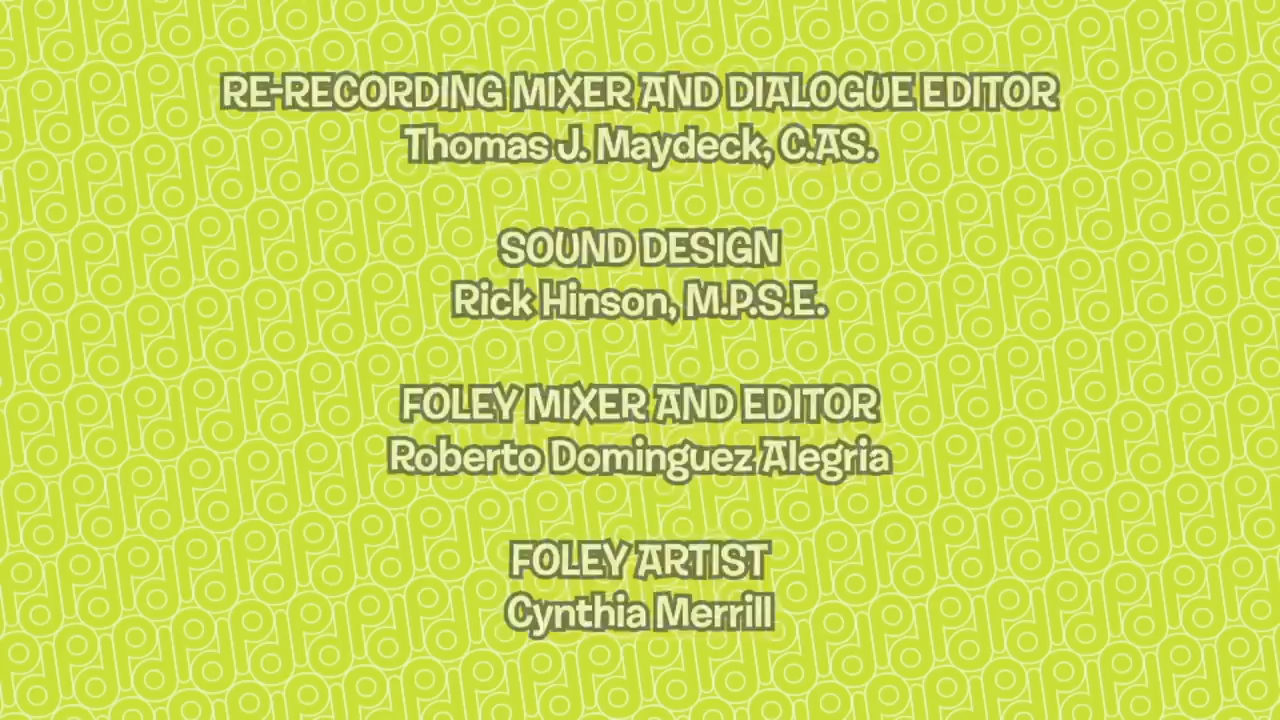 RE-RECORDING MIXER AND DIALOGUE EDITOR
Thomas J. Maydeck, C.AS.
SOUND DESIGN
Rick Hinson, M.P.S.E.
FOLEY MIXER AND EDITOR
Roberto Dominguez Alegria
FOLEY ARTIST
Cynthia Merrill